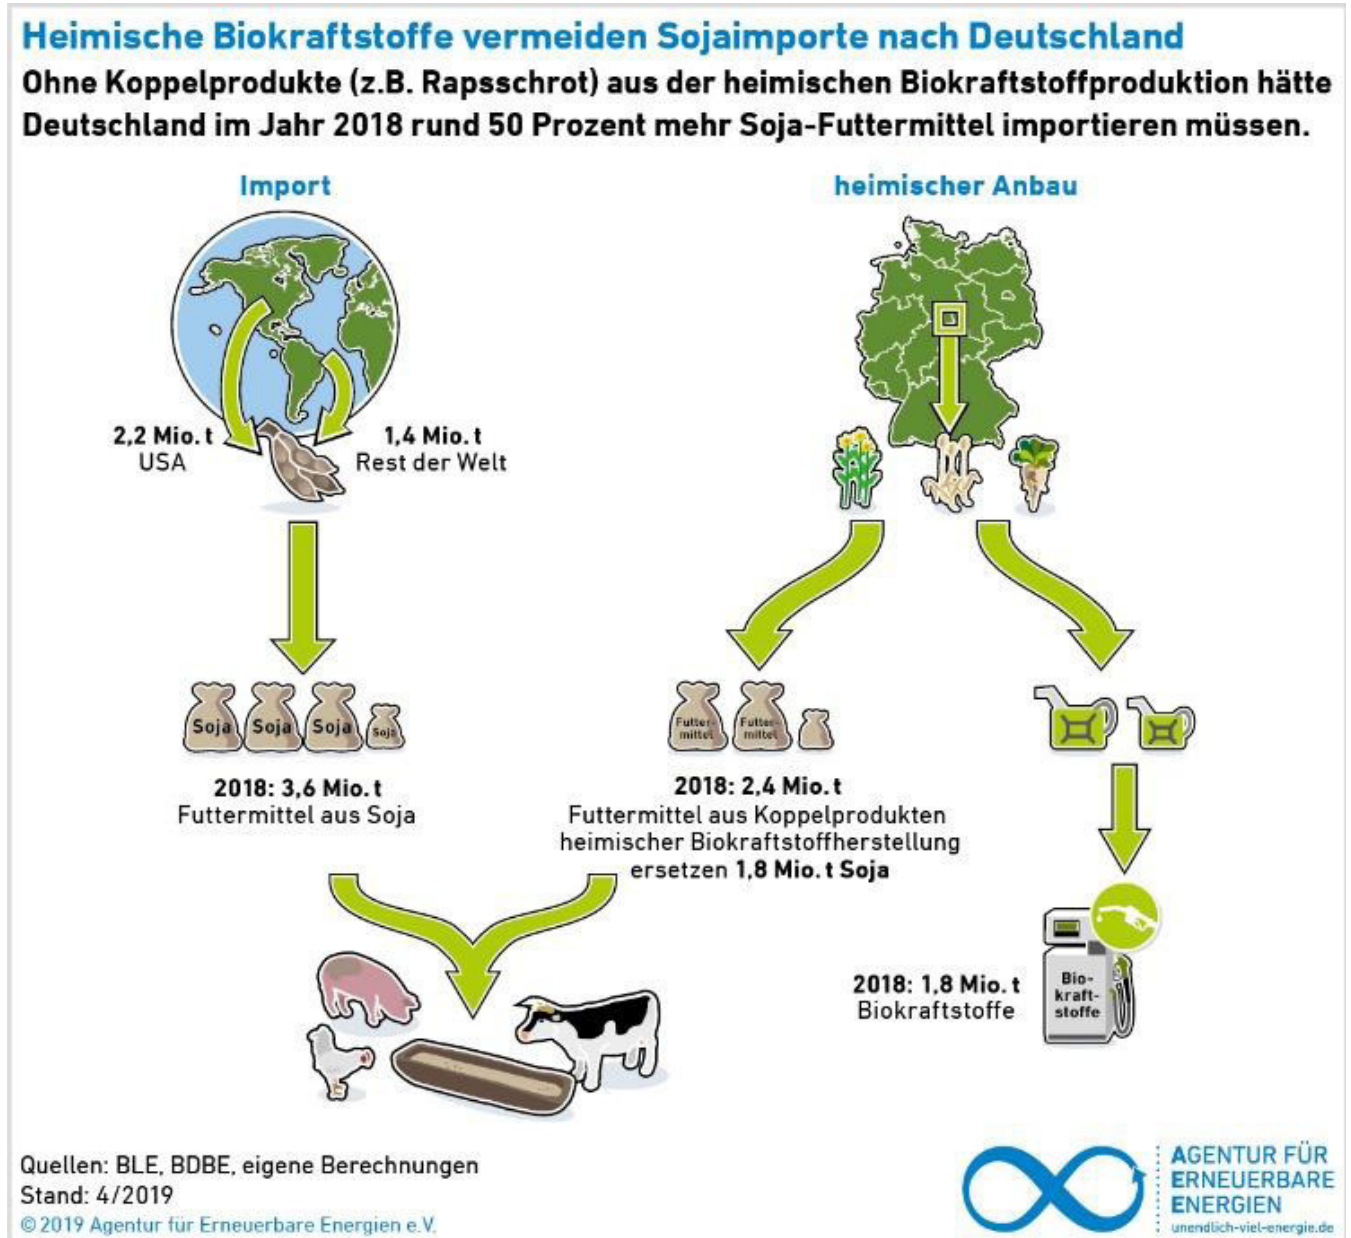 Heimische Biokraftstoffe vermeiden Sojaimporte nach Deutschland
Ohne Koppelprodukte (z.B. Rapsschrot) aus der heimischen Biokraftstoffproduktion hätte
Deutschland im Jahr 2018 rund 50 Prozent mehr Soja-Futtermittel importieren müssen.
Import
2,2 Mio. t
USA
1,4 Mio. t
Rest der Welt
Soja
Soja
Soja
Soja
2018: 3,6 Mio. t
Futtermittel aus Soja
heimischer Anbau
Futter-
mittel
Futter-
mittel
2018: 2,4 Mio. t
Futtermittel aus Koppelprodukten
heimischer Biokraftstoffherstellung
ersetzen 1,8 Mio. t Soja
2018: 1,8 Mio. t
Biokraftstoffe
Bio-
kraft-
stoffe
Quellen: BLE, BDBE, eigene Berechnungen
Stand: 4/2019
© 2019 Agentur für Erneuerbare Energien e.V.
AGENTUR FÜR
ERNEUERBARE
ENERGIEN
unendlich-viel-energie.de